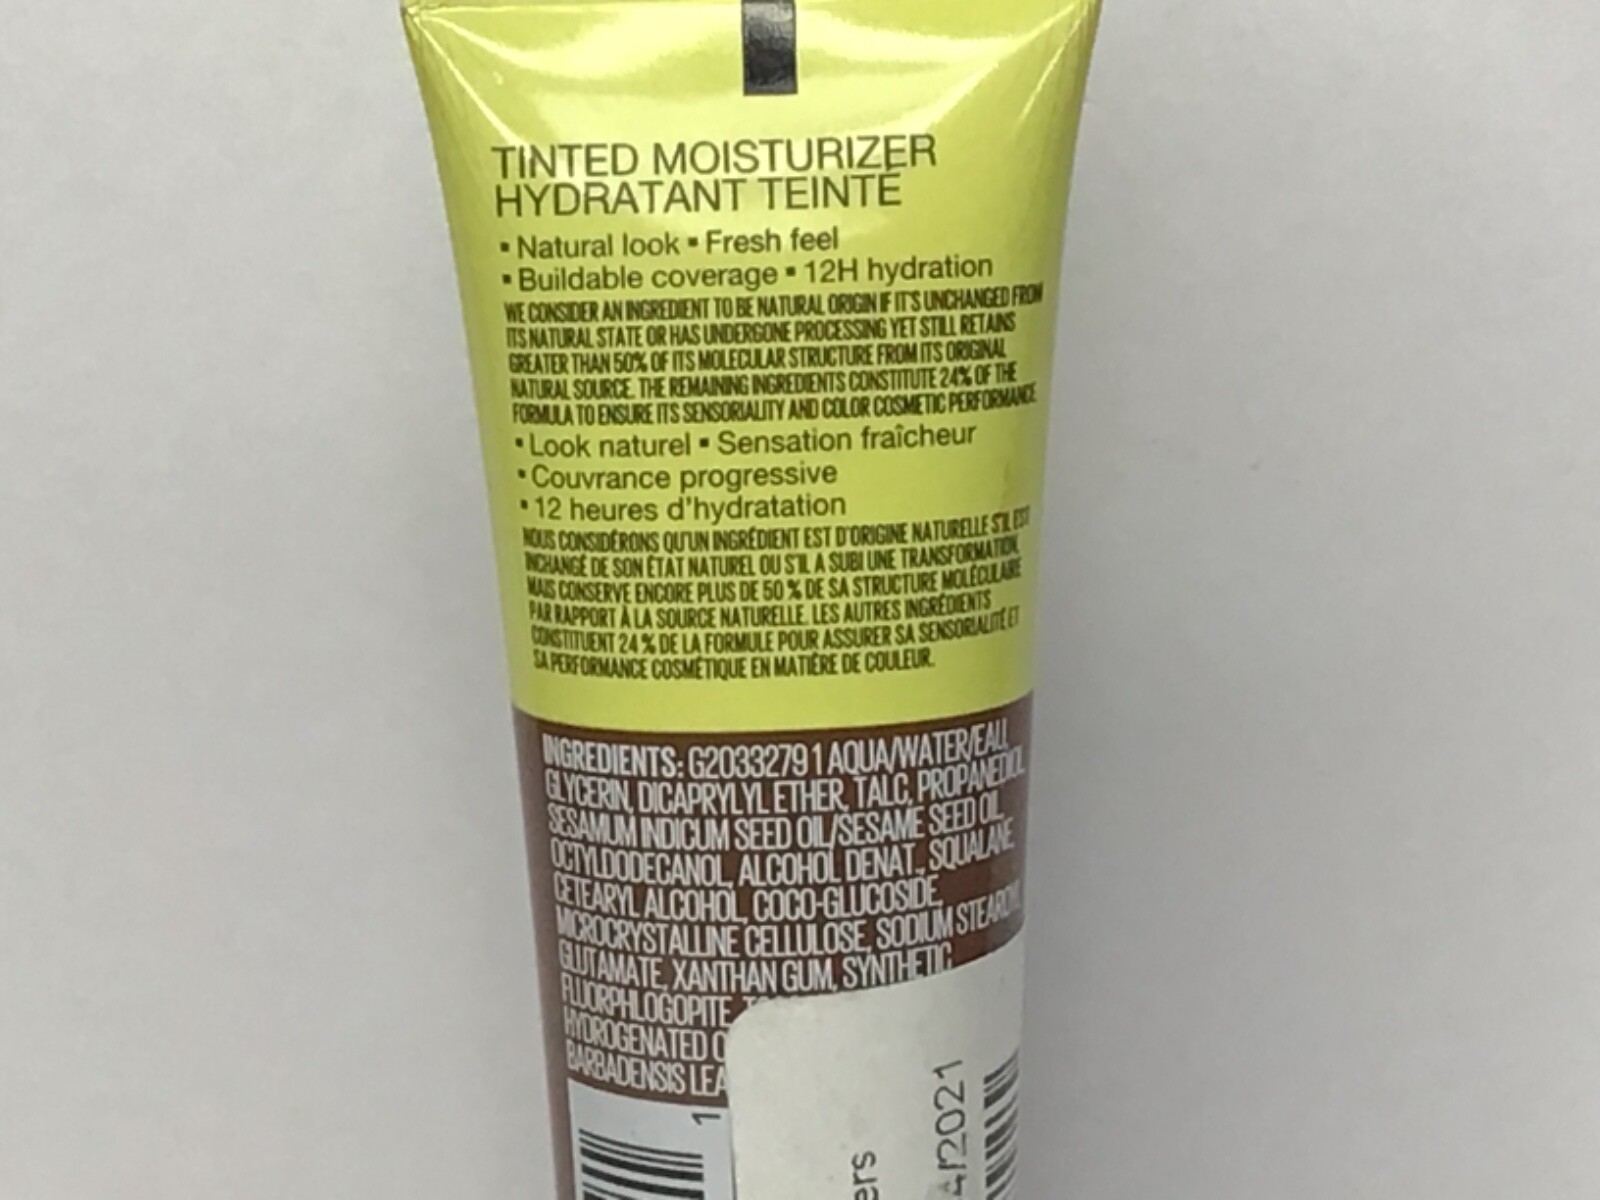 TINTED MOISTURIZER
HYDRATANT TEINTÉ
▪ Natural look ▪ Fresh feel
▪ Buildable coverage ▪ 12H hydration
WE CONSIDER AN INGREDIENT TO BE NATURAL ORIGIN IF IT'S UNCHANGED FROM
ITS NATURAL STATE OR HAS UNDERGONE PROCESSING YET STILL RETAINS
GREATER THAN 50% OF ITS MOLECULAR STRUCTURE FROM ITS ORIGINAL
NATURAL SOURCE. THE REMAINING INGREDIENTS CONSTITUTE 24% OF THE
FORMULA TO ENSURE ITS SENSORIALITY AND COLOR COSMETIC PERFORMANCE.
▪ Look naturel ▪ Sensation fraîcheur
▪ Couvrance progressive
▪ 12 heures d'hydratation
NOUS CONSIDÉRONS QU'UN INGRÉDIENT EST D'ORIGINE NATURELLE S'IL EST
INCHANGÉ DE SON ÉTAT NATUREL OU S'IL A SUBI UNE TRANSFORMATION,
MAIS CONSERVE ENCORE PLUS DE 50 % DE SA STRUCTURE MOLÉCULAIRE
PAR RAPPORT À LA SOURCE NATURELLE. LES AUTRES INGRÉDIENTS
CONSTITUENT 24 % DE LA FORMULE POUR ASSURER SA SENSORIALITÉ ET
SA PERFORMANCE COSMÉTIQUE EN MATIÈRE DE COULEUR.
INGREDIENTS: G2033279 1 AQUA/WATER/EAU,
GLYCERIN, DICAPRYLYL ETHER, TALC, PROPANEDIOL,
SESAMUM INDICUM SEED OIL/SESAME SEED OIL,
OCTYLDODECANOL, ALCOHOL DENAT., SQUALANE,
CETEARYL ALCOHOL, COCO-GLUCOSIDE,
MICROCRYSTALLINE CELLULOSE, SODIUM STEAROYL
GLUTAMATE, XANTHAN GUM, SYNTHETIC
FLUORPHLOGOPITE,
HYDROGENATED
BARBADENSIS LEA
1
ers
4/2021